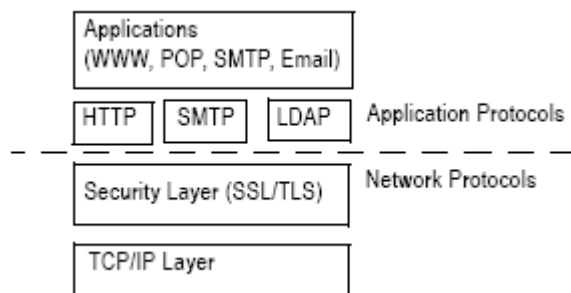 Applications
(WWW, POP, SMTP, Email)
HTTP SMTP LDAP Application Protocols
Security Layer (SSL/TLS) Network Protocols
TCP/IP Layer